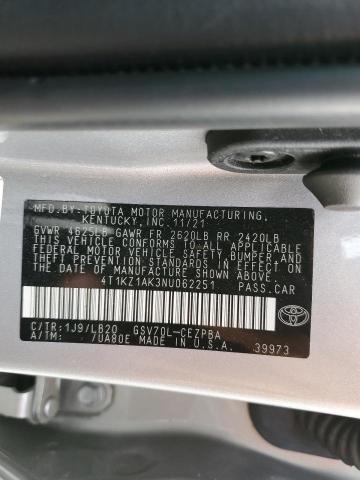 MFD.BY:TOYOTA MOTOR MANUFACTURING,
KENTUCKY, INC. 11/21
GVWR 4625LB GAWR FR 2620LB RR 2420LB
THIS VEHICLE CONFORMS TO ALL APPLICABLE
FEDERAL MOTOR VEHICLE SAFETY, BUMPER, AND
THEFT PREVENTION STANDARDS IN EFFECT ON
THE DATE OF MANUFACTURE SHOWN ABOVE.
4T1KZ1AK3NU062251 PASS.CAR
C/TR:1J9/LB20 GSV70L-CEZPBA
A/TM: /UA80E MADE IN U.S.A. 39973